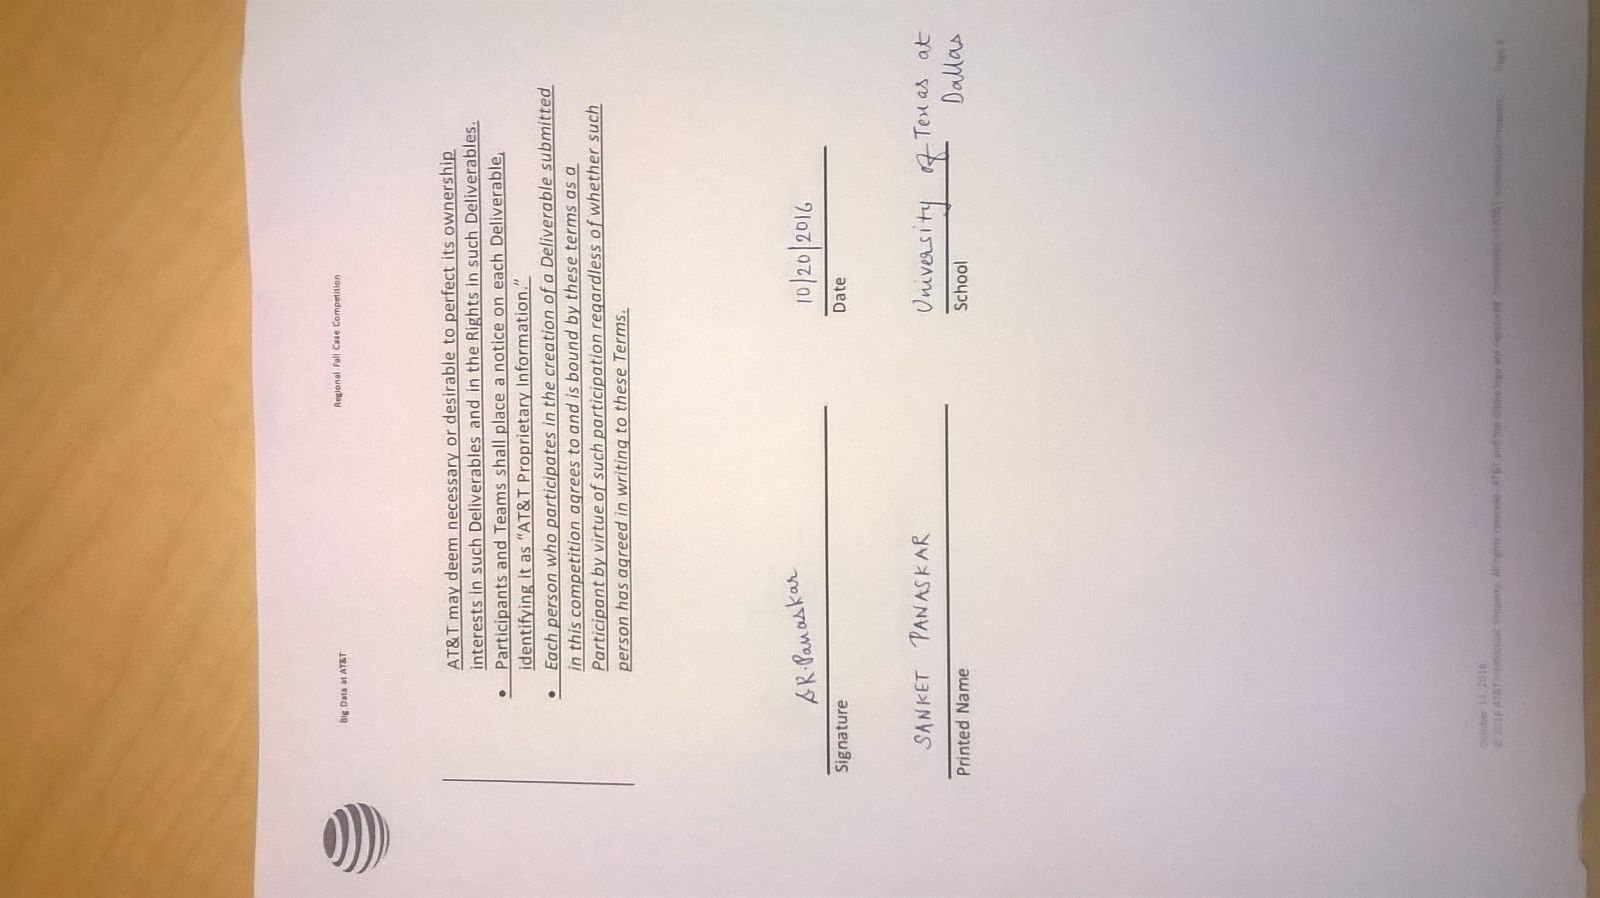 Big Data at AT&T Regional Fall Case Competition
AT&T may deem necessary or desirable to perfect its ownership
interests in such Deliverables and in the Rights in such Deliverables.
• Participants and Teams shall place a notice on each Deliverable,
identifying it as “AT&T Proprietary Information.”
• Each person who participates in the creation of a Deliverable submitted
in this competition agrees to and is bound by these terms as a
Participant by virtue of such participation regardless of whether such
person has agreed in writing to these Terms.
S.R.Panaskar 10/20/2016
Signature Date
SANKET PANASKAR University of Texas at
Dallas
Printed Name School
October 11, 2016
© 2016 AT&T Intellectual Property. All rights reserved. AT&T and the Globe logo are registered trademarks of AT&T Intellectual Property. Page 4